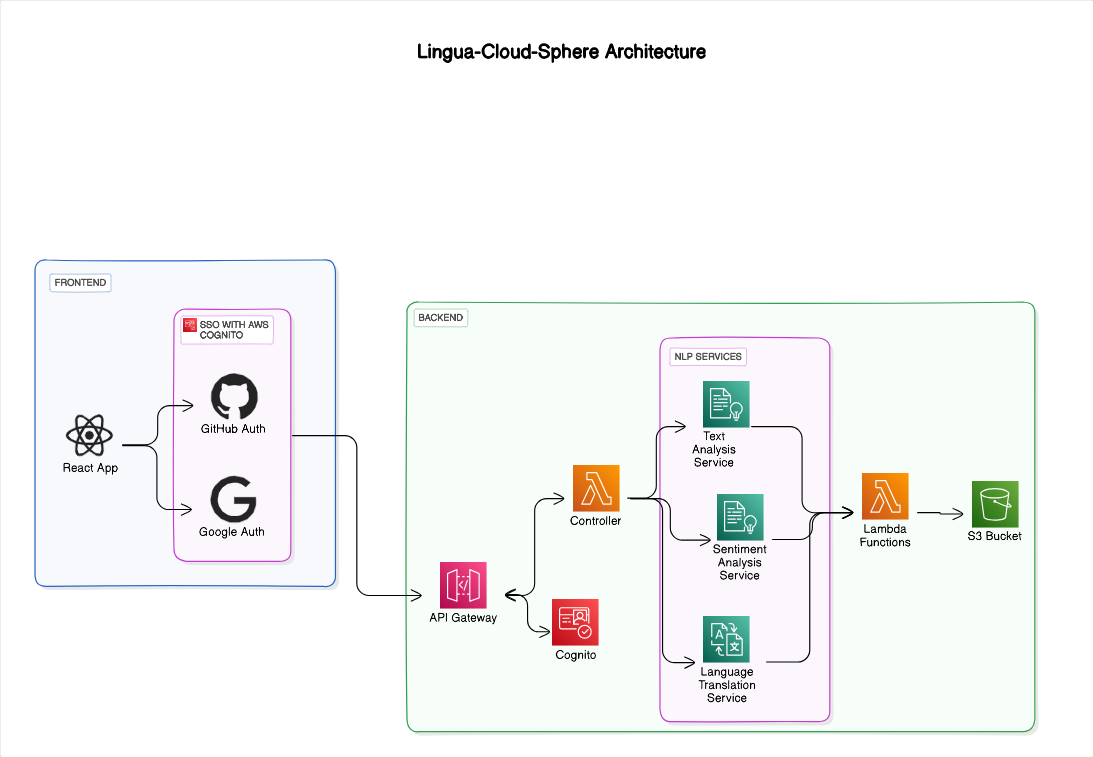 Lingua-Cloud-Sphere Architecture
FRONTEND
SSO WITH AWS
COGNITO
GitHub Auth
React App
Google Auth
BACKEND
NLP SERVICES
Text
Analysis
Service
Controller
Sentiment
Analysis
Service
Lambda
Functions
S3 Bucket
API Gateway
Cognito
Language
Translation
Service